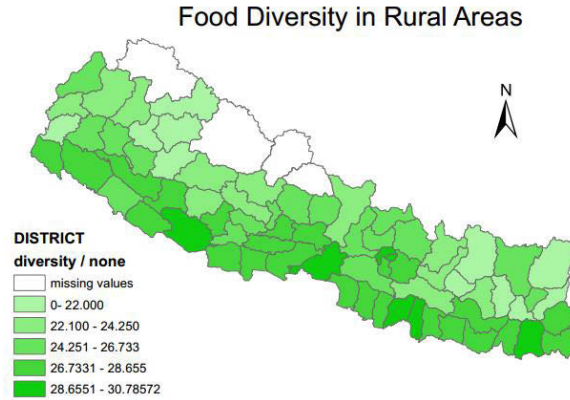 Food Diversity in Rural Areas
N
DISTRICT
diversity / none
missing values
0- 22.000
22.100 - 24.250
24.251 - 26.733
26.7331 - 28.655
28.6551 - 30.78572